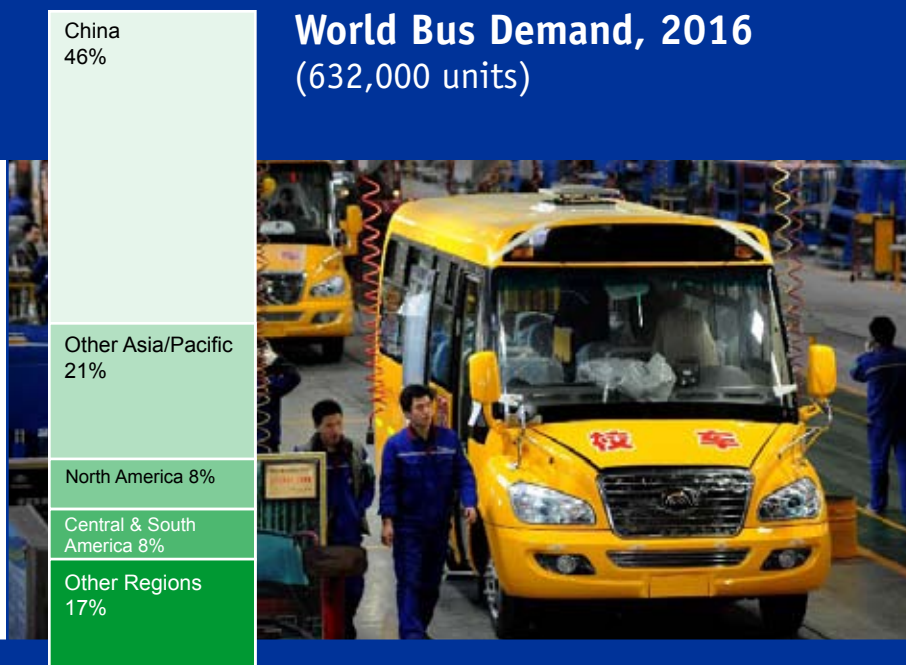 World Bus Demand, 2016
(632,000 units)
China
46%
Other Asia/Pacific
21%
North America 8%
Central & South
America 8%
Other Regions
17%
校车